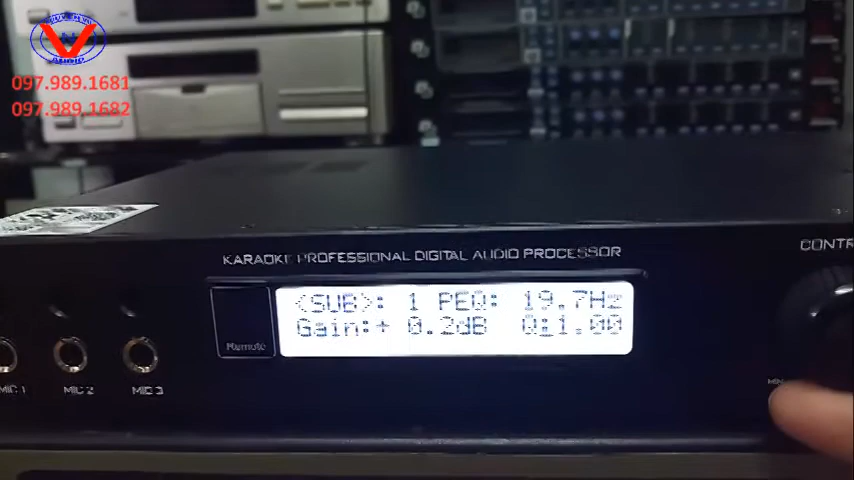 097.989.1681
097.989.1682
KARAOKE PROFESSIONAL DIGITAL AUDIO PROCESSOR
CONTR
<SUB>: 1 PEQ: 19.7Hz
Gain:+ 0.2dB Q:1.00
Remote
MIC 1
MIC 2
MIC 3